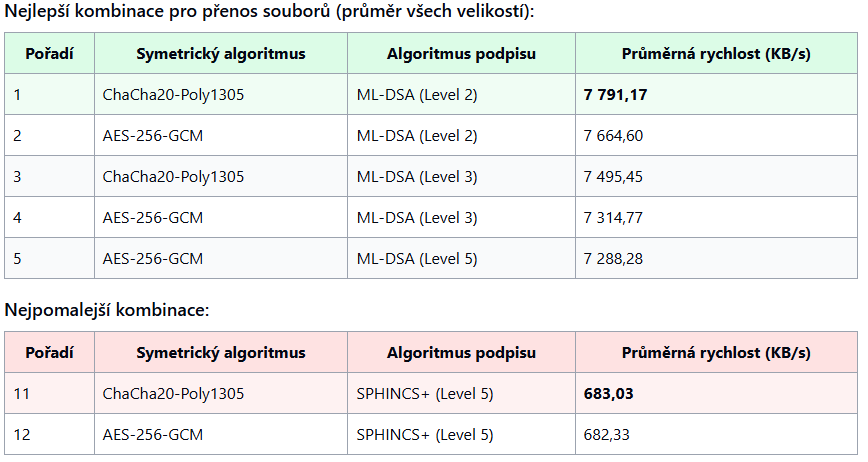 Nejlepší kombinace pro přenos souborů (průměr všech velikostí):
Pořadí Symetrický algoritmus Algoritmus podpisu Průměrná rychlost (KB/s)
1 ChaCha20-Poly1305 ML-DSA (Level 2) 7 791,17
2 AES-256-GCM ML-DSA (Level 2) 7 664,60
3 ChaCha20-Poly1305 ML-DSA (Level 3) 7 495,45
4 AES-256-GCM ML-DSA (Level 3) 7 314,77
5 AES-256-GCM ML-DSA (Level 5) 7 288,28
Nejpomalejší kombinace:
Pořadí Symetrický algoritmus Algoritmus podpisu Průměrná rychlost (KB/s)
11 ChaCha20-Poly1305 SPHINCS+ (Level 5) 683,03
12 AES-256-GCM SPHINCS+ (Level 5) 682,33